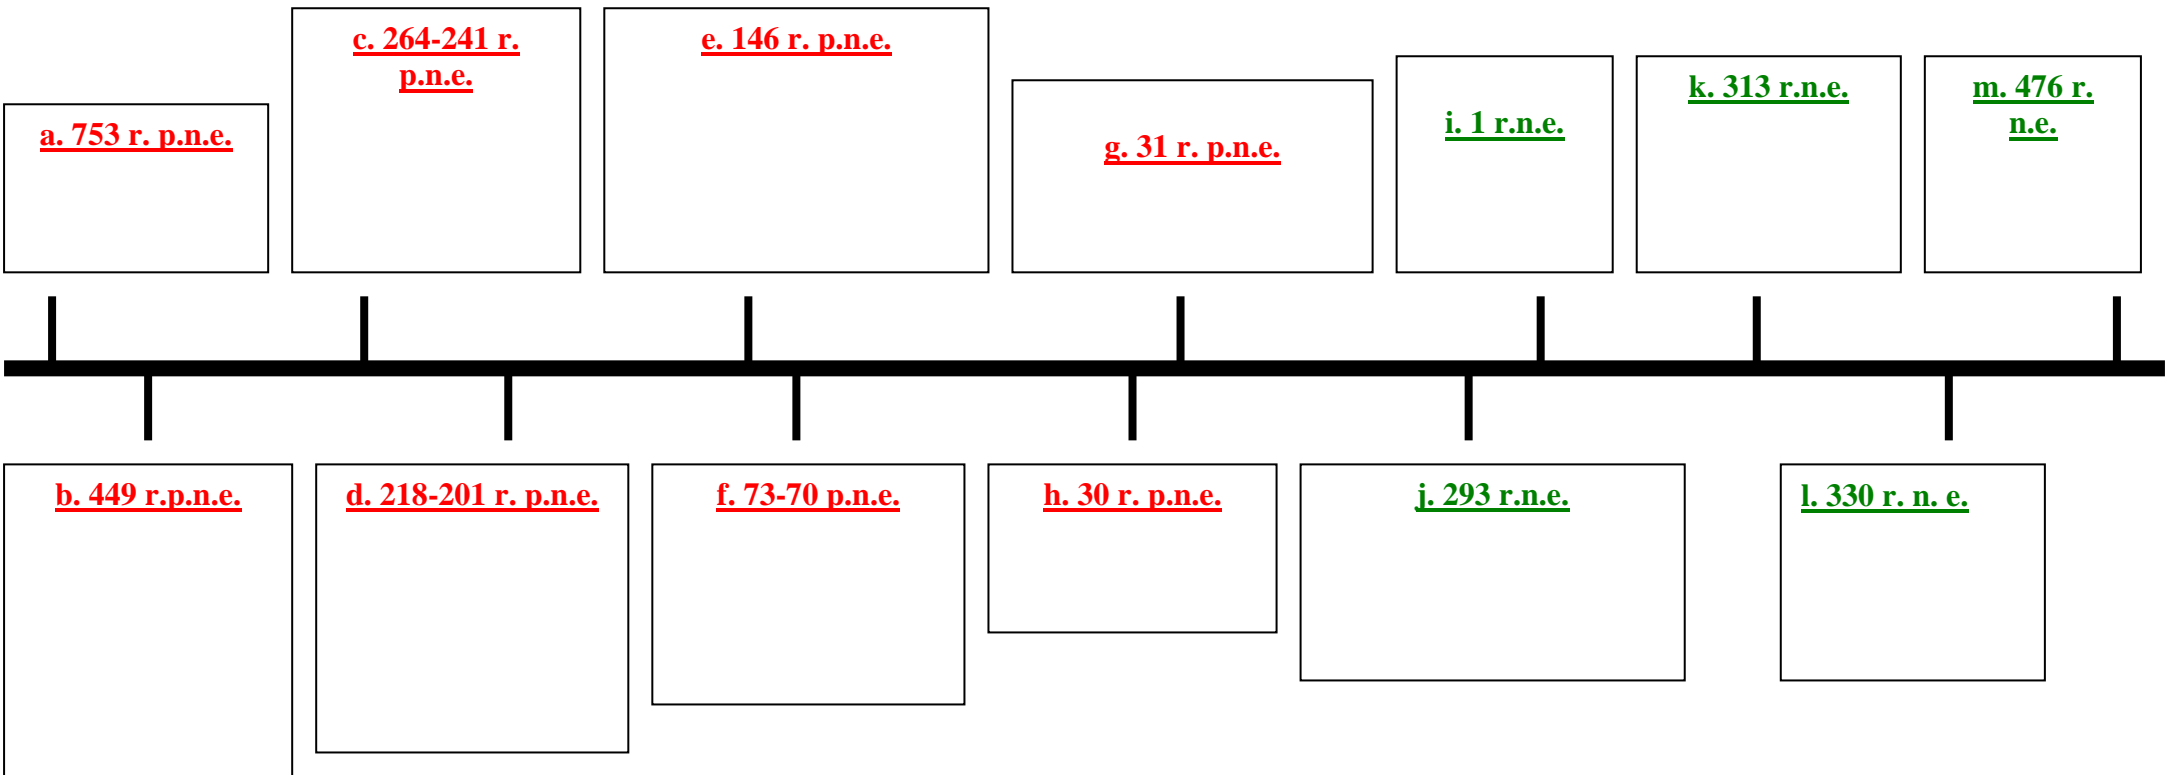 c. 264-241 r.
p.n.e.
e. 146 r. p.n.e.
a. 753 r. p.n.e.
g. 31 r. p.n.e.
i. 1 r.n.e.
k. 313 r.n.e.
m. 476 r.
n.e.
b. 449 r.p.n.e.
d. 218-201 r. p.n.e.
f. 73-70 p.n.e.
h. 30 r. p.n.e.
j. 293 r.n.e.
l. 330 r. n. e.